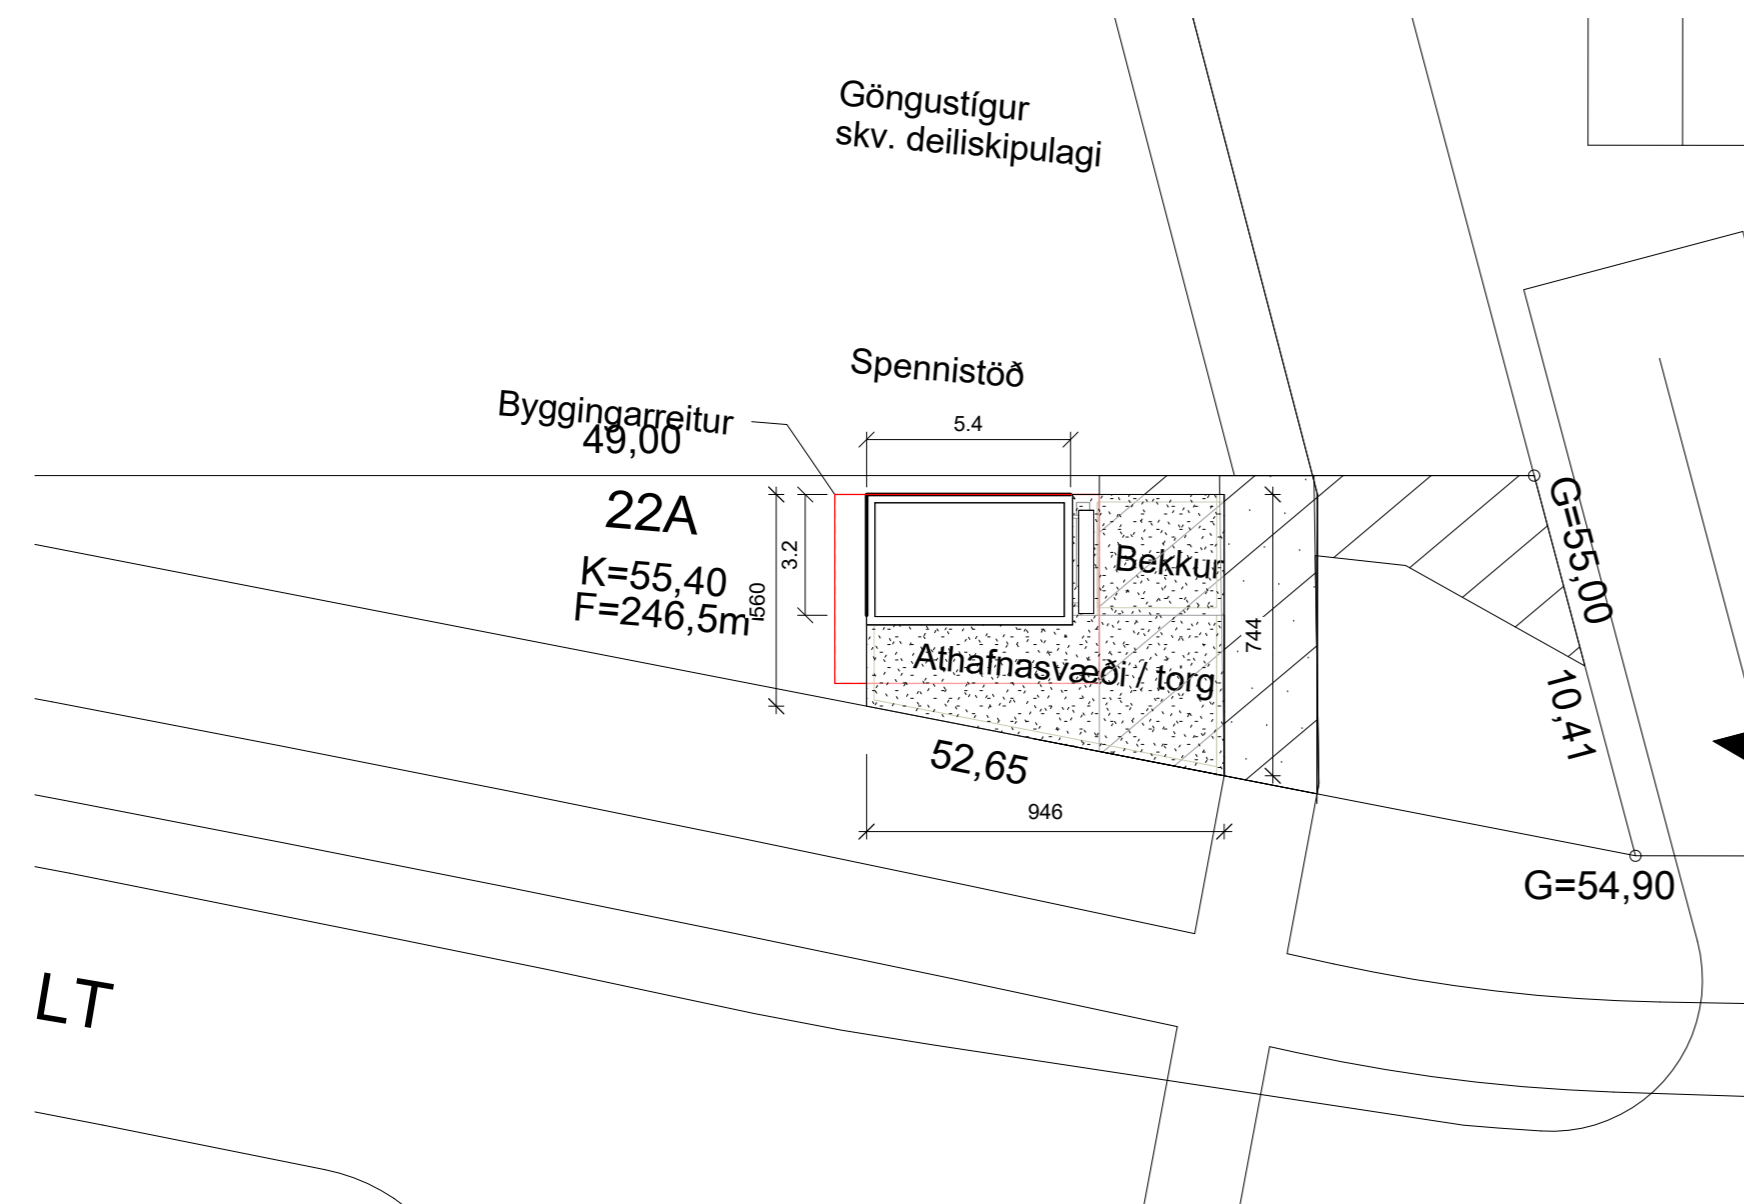 Göngustígur
skv. deiliskipulagi
Spennistöð
Byggingarreitur
49,00
5.4
22A
K=55,40
F=246,5m
560
3.2
Bekkur
744
Athafnasvæði / torg
52,65
946
G=55,00
10,41
G=54,90
LT